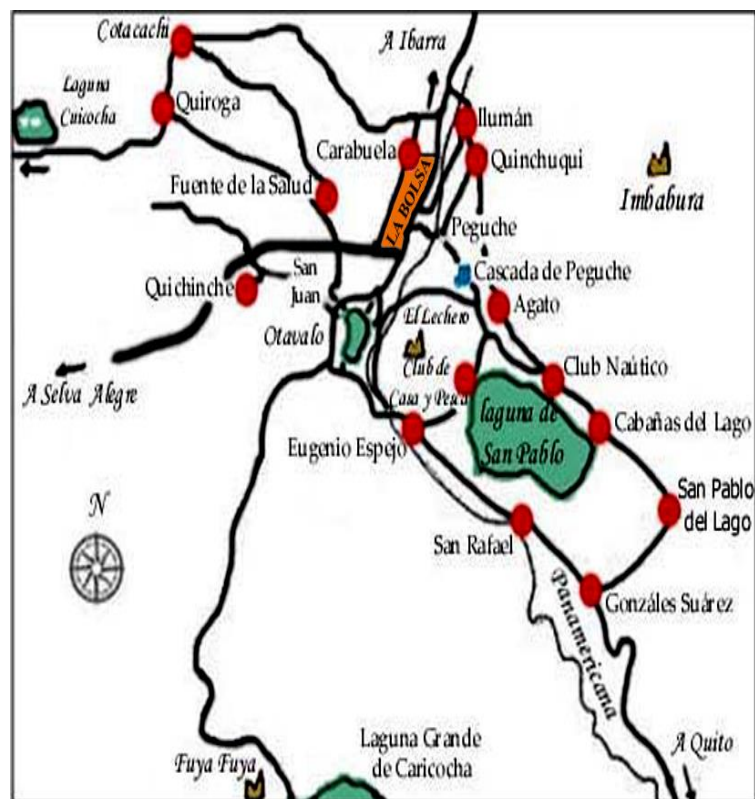 Cotacachi
A Ibarra
Laguna
Cuicocha
Quiroga
Ilumán
Carabuela
Quinchuqui
Fuente de la Salud
LA BOLSA
Imbabura
Peguche
San
Juan
Cascada de Peguche
Quichinche
Agato
El Lechero
Otavalo
Club de
Casa y Pesca
Club Naútico
A Selva Alegre
laguna de
San Pablo
Cabañas del Lago
Eugenio Espejo
N
San Pablo
del Lago
San Rafael
Gonzáles Suárez
Panamericana
A Quito
Laguna Grande
de Caricocha
Fuya Fuya